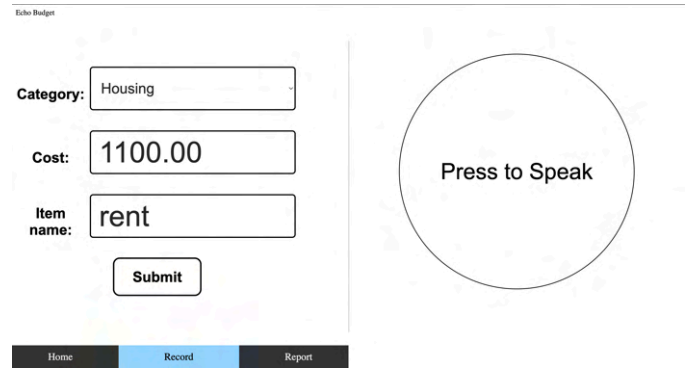 Echo Budget
Category:
Housing
Cost:
1100.00
Item
name:
rent
Submit
Press to Speak
Home
Record
Report